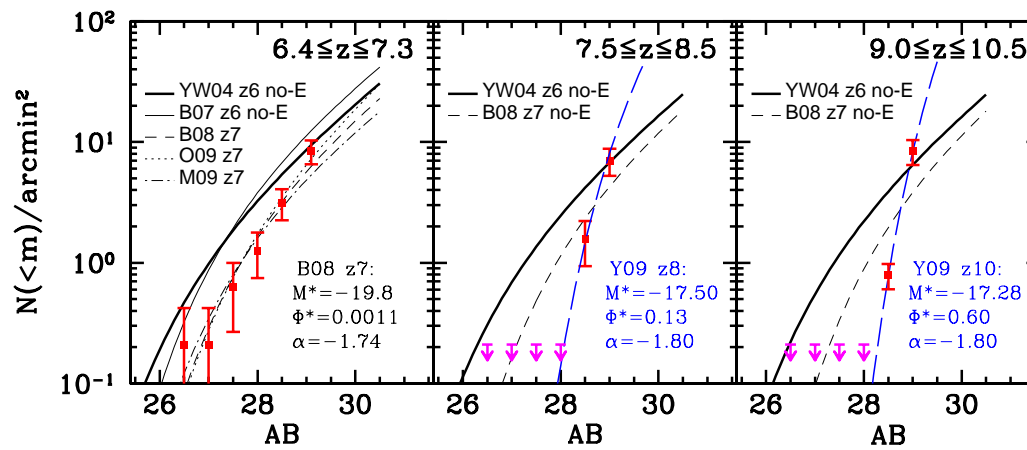 N(<m)/arcmin²
10²
10¹
10⁰
10⁻¹
6.4≤z≤7.3
YW04 z6 no-E
B07 z6 no-E
B08 z7
O09 z7
M09 z7
B08 z7:
M*=−19.8
Φ*=0.0011
α=−1.74
26 28 30
AB
7.5≤z≤8.5
YW04 z6 no-E
B08 z7 no-E
Y09 z8:
M*=−17.50
Φ*=0.13
α=−1.80
26 28 30
AB
9.0≤z≤10.5
YW04 z6 no-E
B08 z7 no-E
Y09 z10:
M*=−17.28
Φ*=0.60
α=−1.80
26 28 30
AB